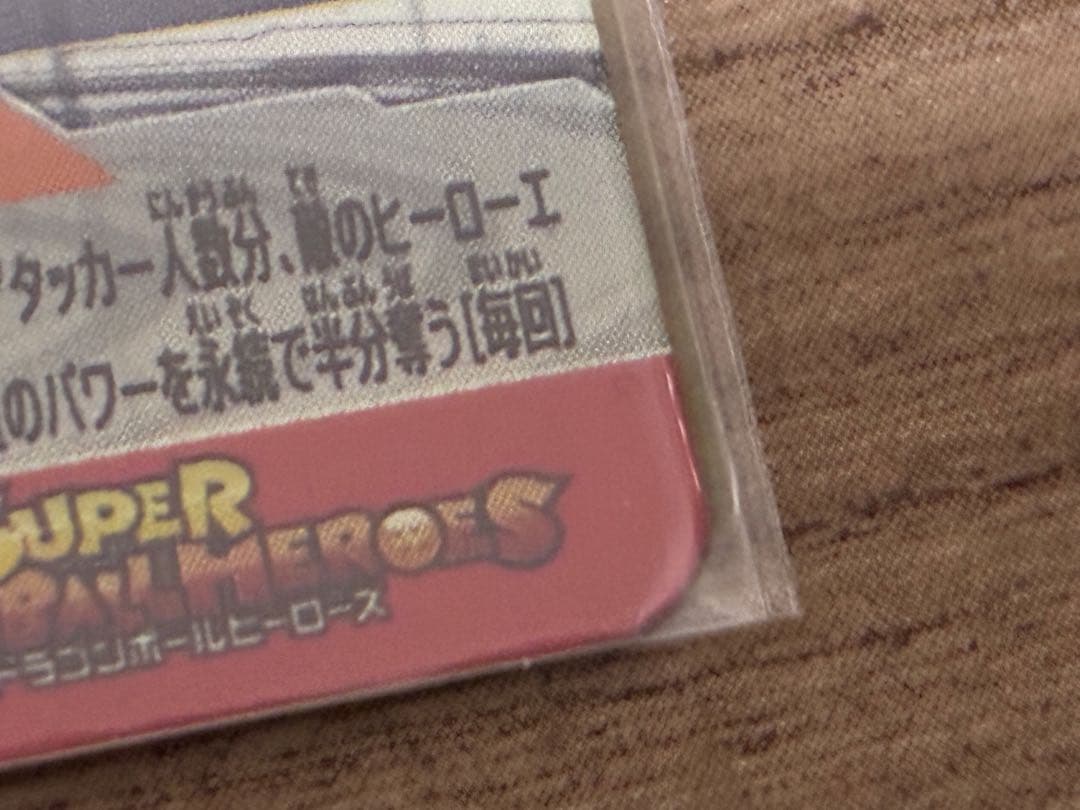 タッカー人数分、敵のヒーローエ
のパワーを永続で半分奪う[毎回]
SUPER
BALL HEROES
ドラゴンボールヒーローズ